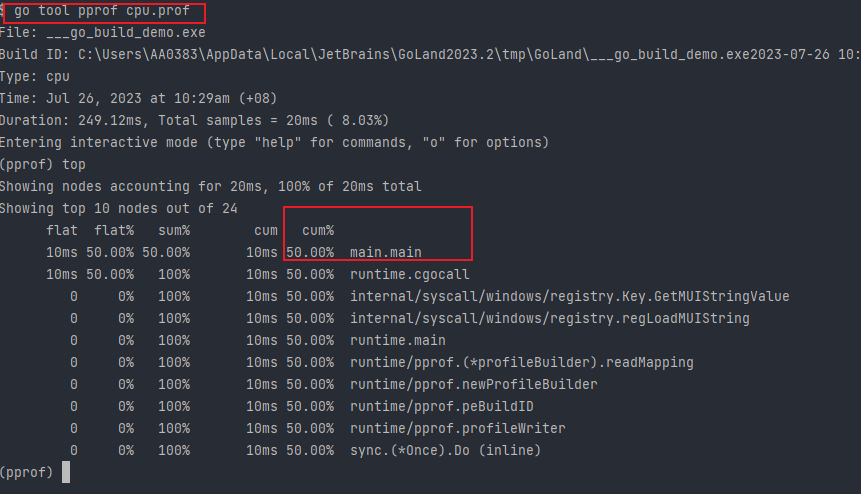 $ go tool pprof cpu.prof
File: ___go_build_demo.exe
Build ID: C:\Users\AA0383\AppData\Local\JetBrains\GoLand2023.2\tmp\GoLand\___go_build_demo.exe2023-07-26 10:
Type: cpu
Time: Jul 26, 2023 at 10:29am (+08)
Duration: 249.12ms, Total samples = 20ms ( 8.03%)
Entering interactive mode (type "help" for commands, "o" for options)
(pprof) top
Showing nodes accounting for 20ms, 100% of 20ms total
Showing top 10 nodes out of 24
flat flat% sum% cum cum%
10ms 50.00% 50.00% 10ms 50.00% main.main
10ms 50.00% 100% 10ms 50.00% runtime.cgocall
0 0% 100% 10ms 50.00% internal/syscall/windows/registry.Key.GetMUIStringValue
0 0% 100% 10ms 50.00% internal/syscall/windows/registry.regLoadMUIString
0 0% 100% 10ms 50.00% runtime.main
0 0% 100% 10ms 50.00% runtime/pprof.(*profileBuilder).readMapping
0 0% 100% 10ms 50.00% runtime/pprof.newProfileBuilder
0 0% 100% 10ms 50.00% runtime/pprof.peBuildID
0 0% 100% 10ms 50.00% runtime/pprof.profileWriter
0 0% 100% 10ms 50.00% sync.(*Once).Do (inline)
(pprof)